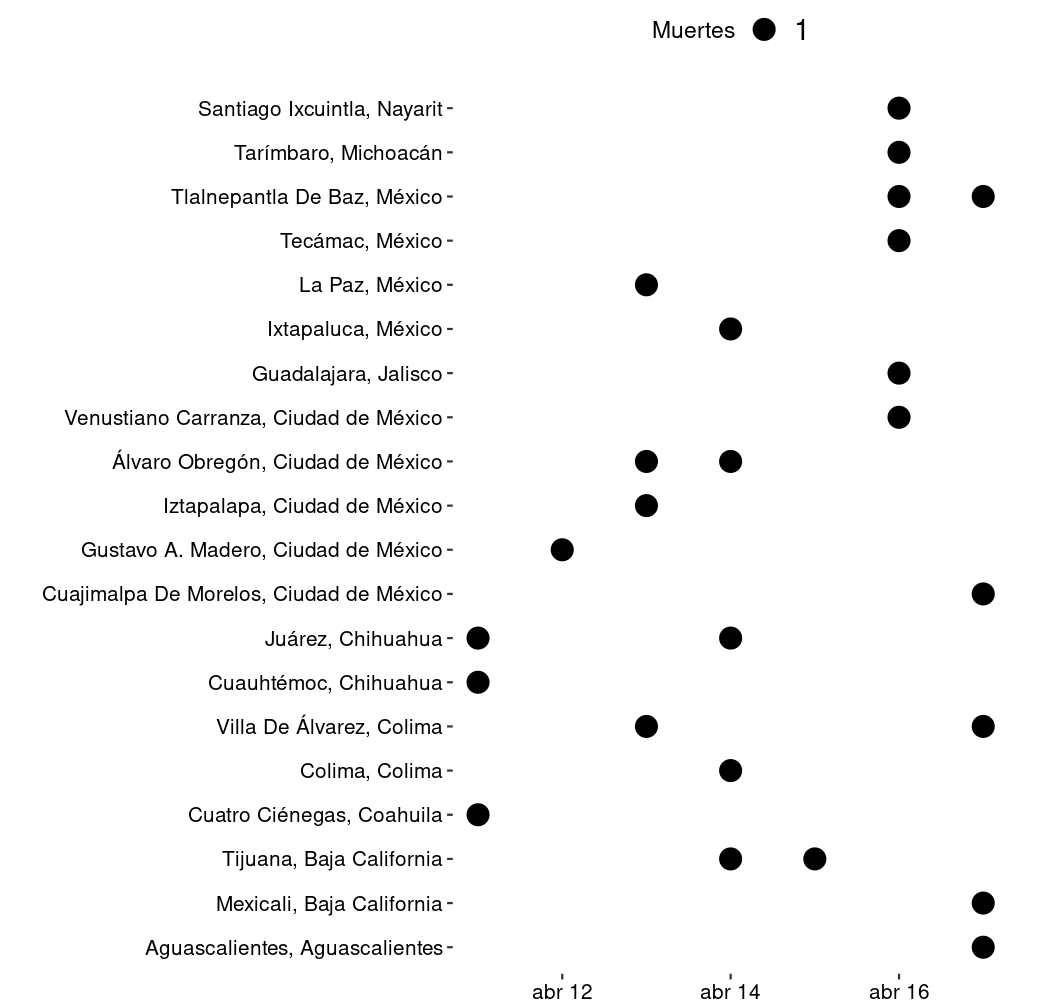 Muertes 1
Santiago Ixcuintla, Nayarit
Tarímbaro, Michoacán
Tlalnepantla De Baz, México
Tecámac, México
La Paz, México
Ixtapaluca, México
Guadalajara, Jalisco
Venustiano Carranza, Ciudad de México
Álvaro Obregón, Ciudad de México
Iztapalapa, Ciudad de México
Gustavo A. Madero, Ciudad de México
Cuajimalpa De Morelos, Ciudad de México
Juárez, Chihuahua
Cuauhtémoc, Chihuahua
Villa De Álvarez, Colima
Colima, Colima
Cuatro Ciénegas, Coahuila
Tijuana, Baja California
Mexicali, Baja California
Aguascalientes, Aguascalientes
abr 12 abr 14 abr 16